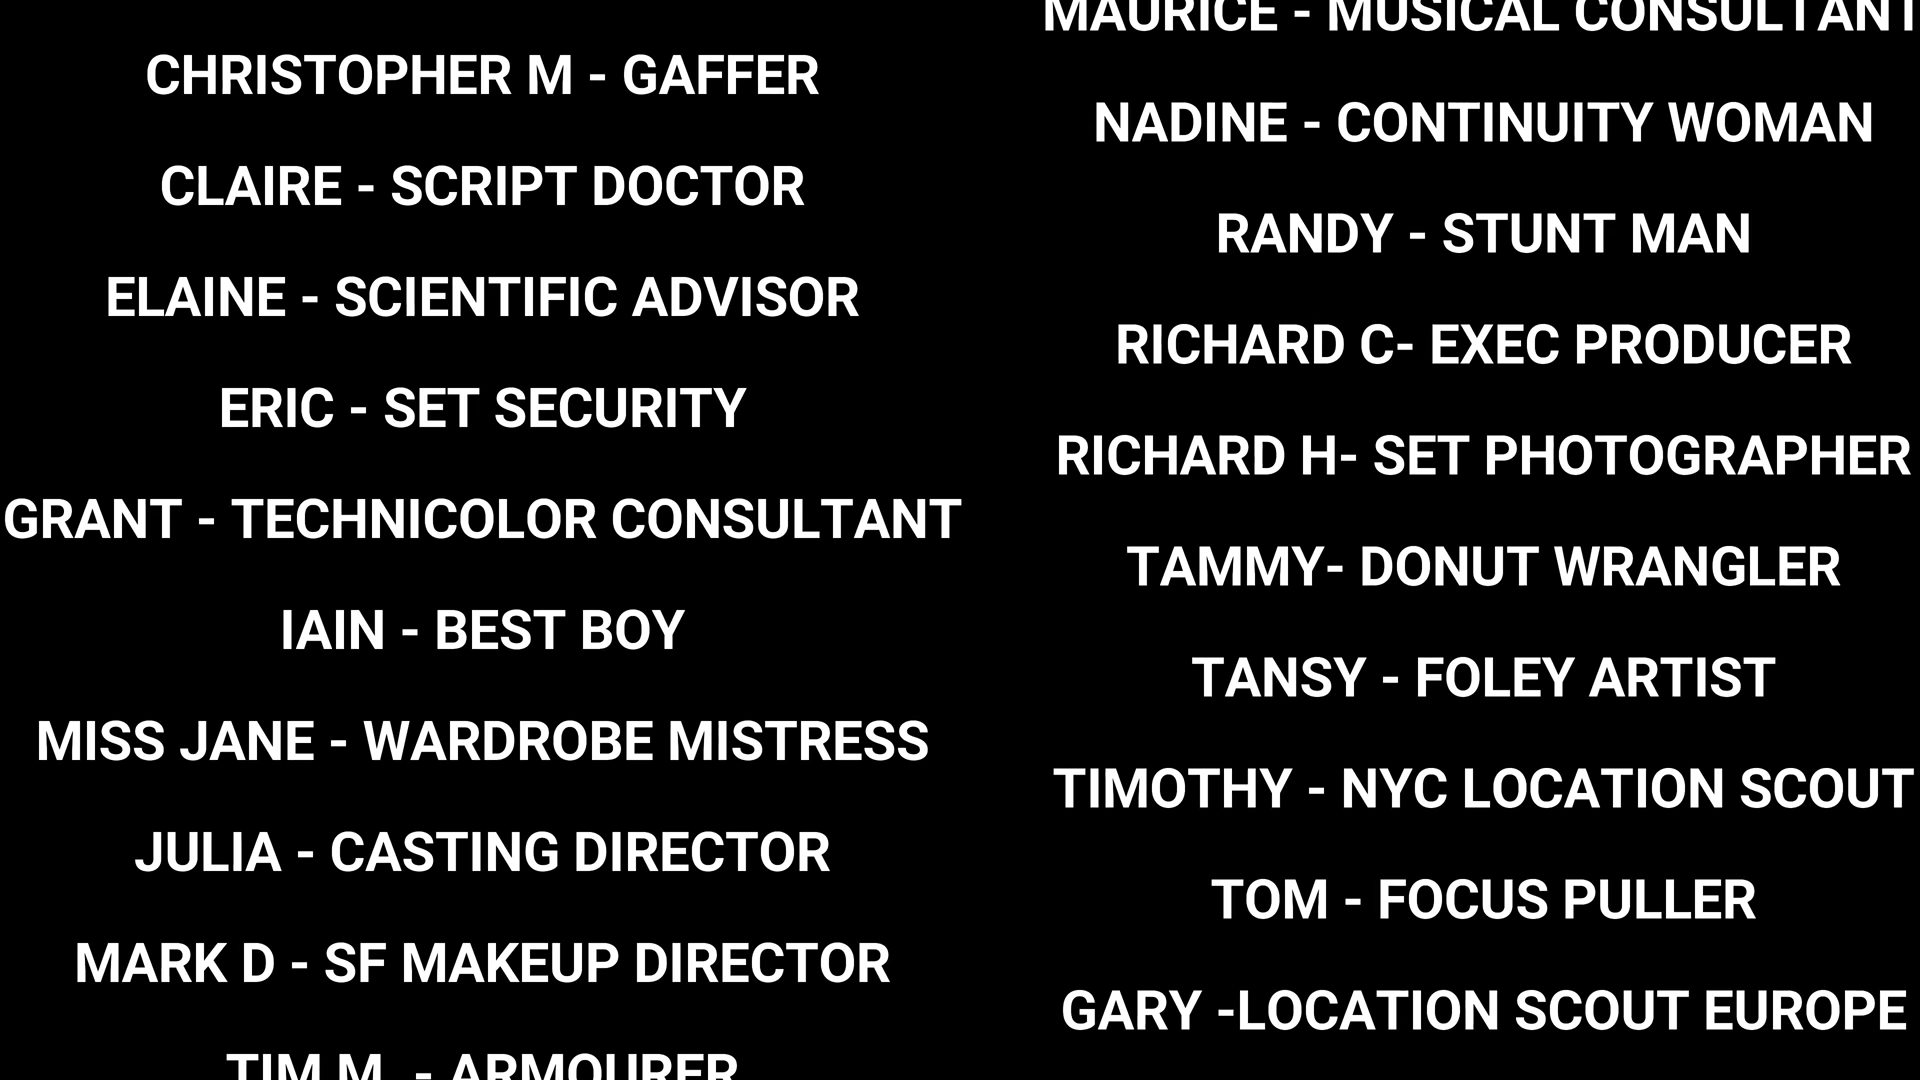 CHRISTOPHER M - GAFFER
CLAIRE - SCRIPT DOCTOR
ELAINE - SCIENTIFIC ADVISOR
ERIC - SET SECURITY
GRANT - TECHNICOLOR CONSULTANT
IAIN - BEST BOY
MISS JANE - WARDROBE MISTRESS
JULIA - CASTING DIRECTOR
MARK D - SF MAKEUP DIRECTOR
TIM M. - ARMOURER
MAURICE - MUSICAL CONSULTANT
NADINE - CONTINUITY WOMAN
RANDY - STUNT MAN
RICHARD C- EXEC PRODUCER
RICHARD H- SET PHOTOGRAPHER
TAMMY- DONUT WRANGLER
TANSY - FOLEY ARTIST
TIMOTHY - NYC LOCATION SCOUT
TOM - FOCUS PULLER
GARY -LOCATION SCOUT EUROPE